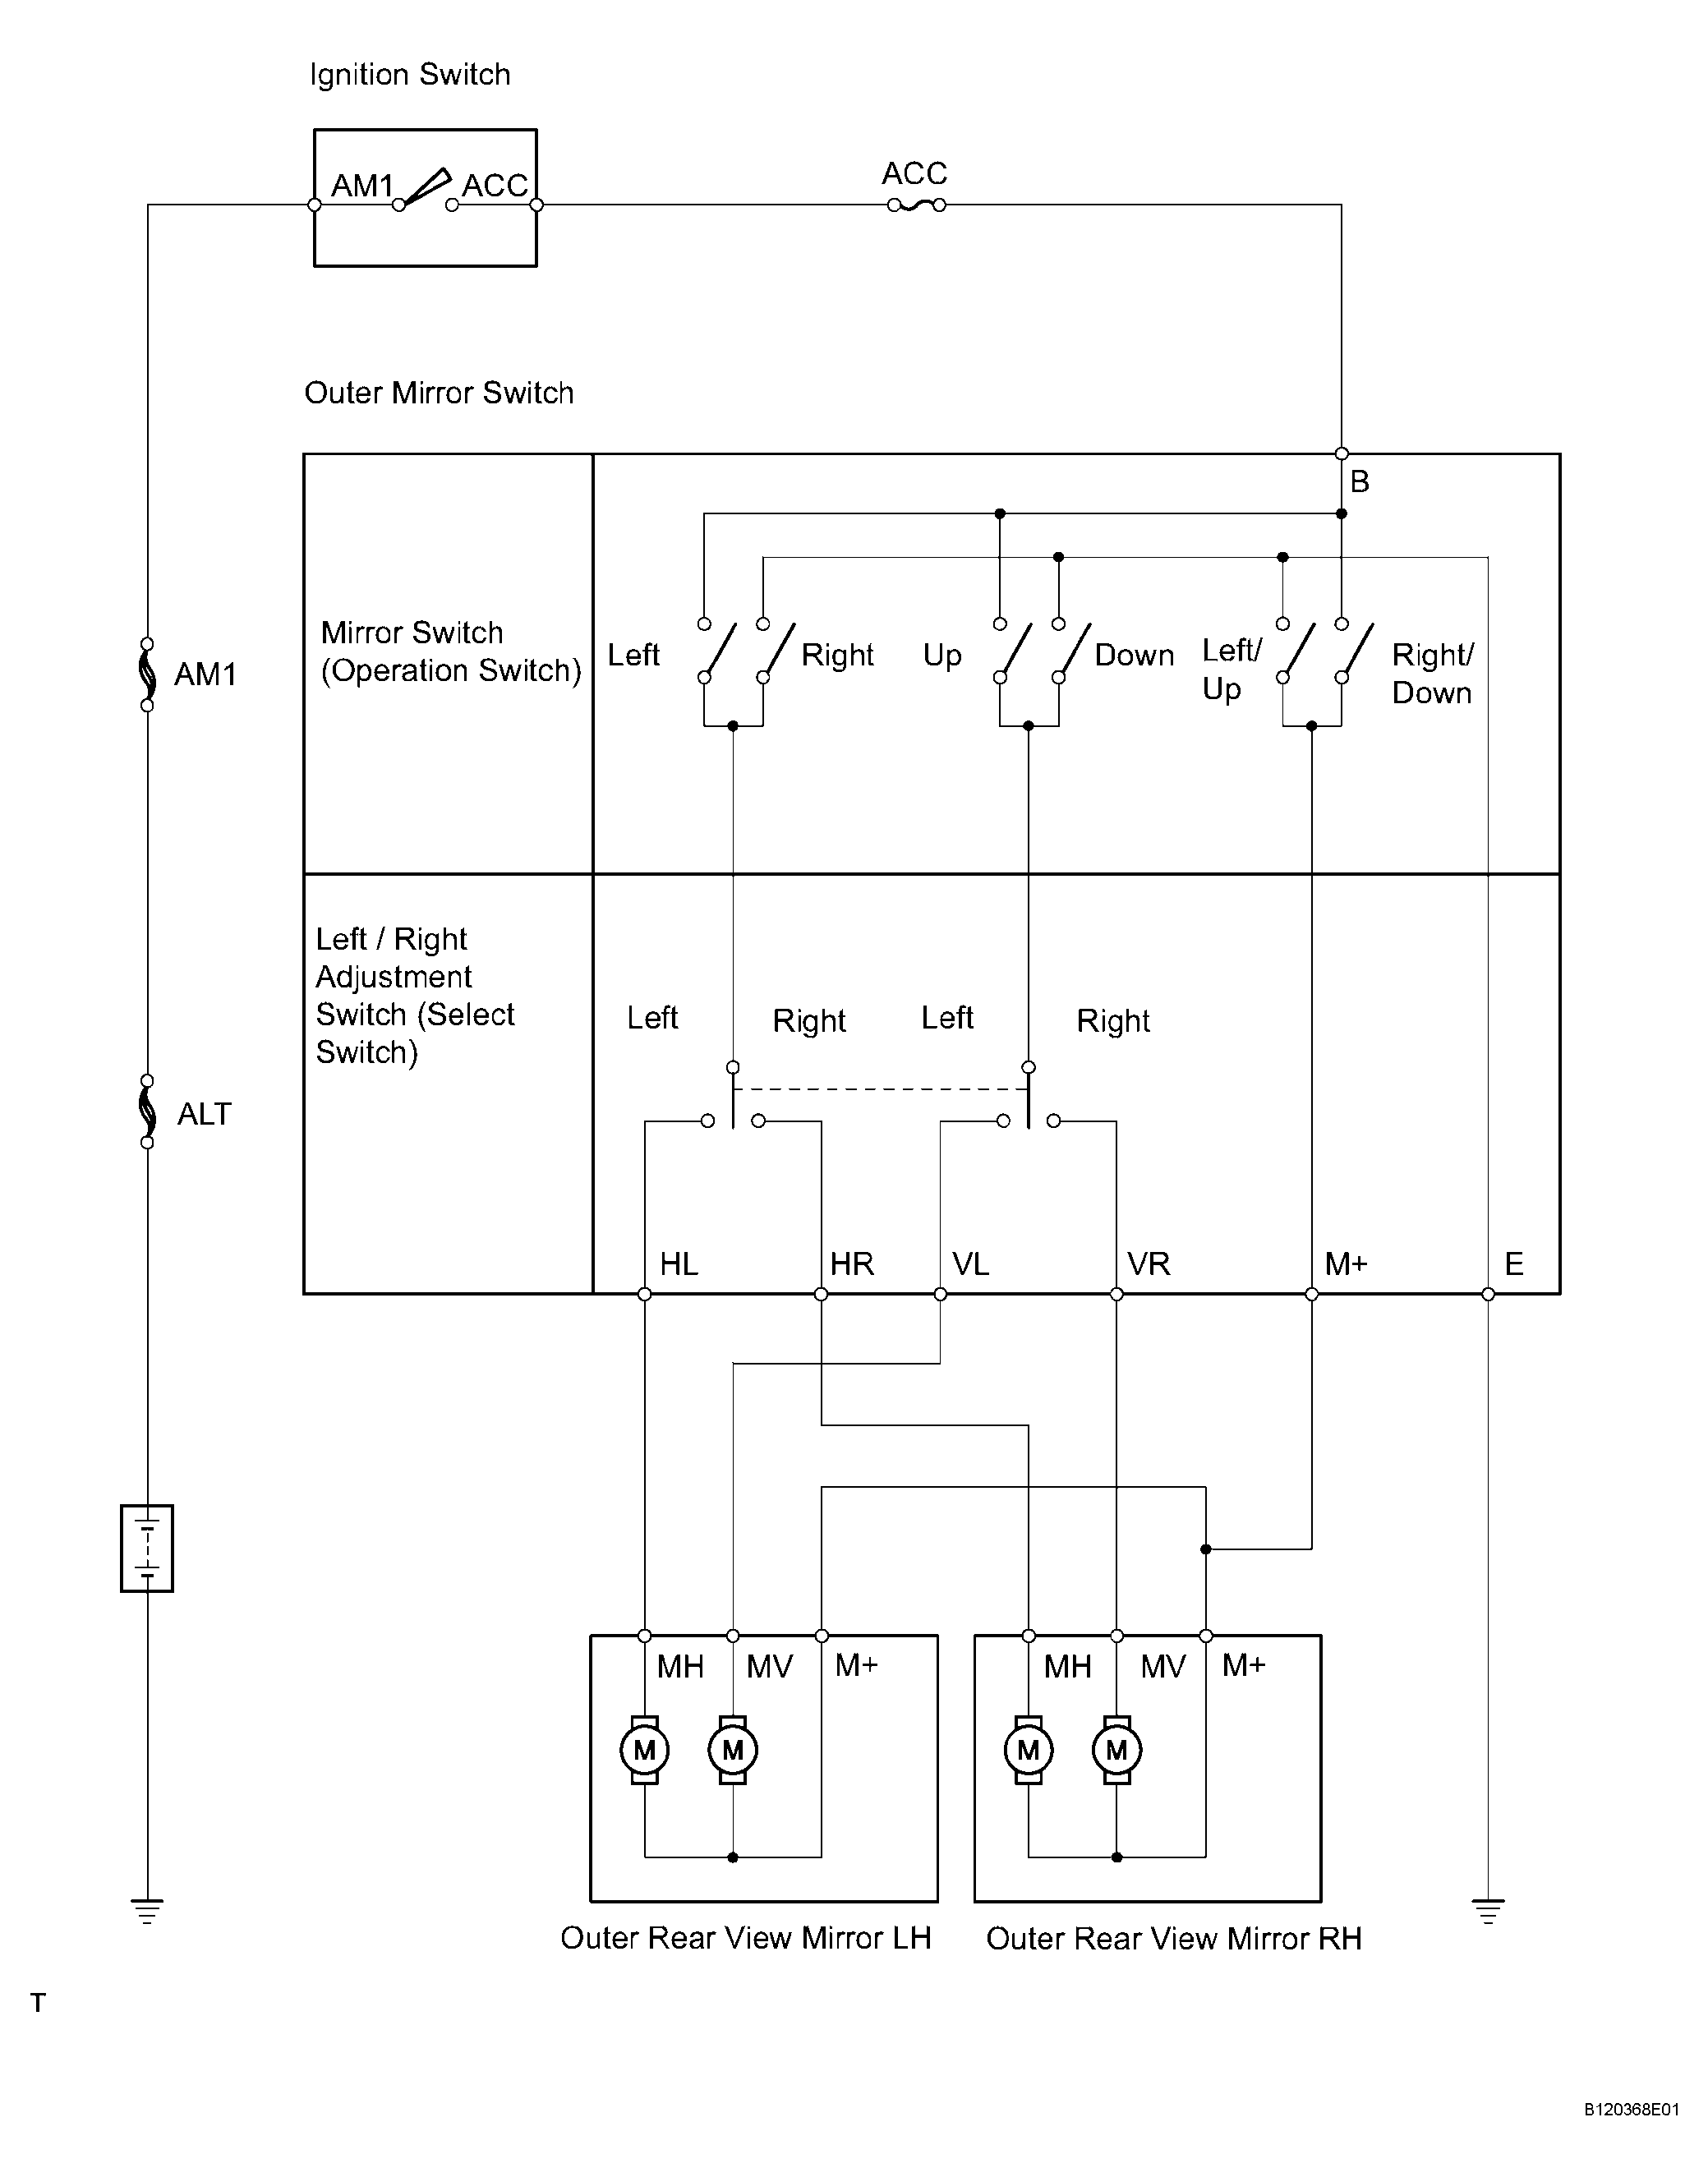 Ignition Switch
AM1 ACC
ACC
Outer Mirror Switch
B
Mirror Switch
(Operation Switch)
Left
Right
Up
Down
Left/
Up
Right/
Down
AM1
Left / Right
Adjustment
Switch (Select
Switch)
Left
Right
Left
Right
ALT
HL
HR
VL
VR
M+
E
MH
MV
M+
MH
MV
M+
M
M
M
M
Outer Rear View Mirror LH
Outer Rear View Mirror RH
T
B120368E01